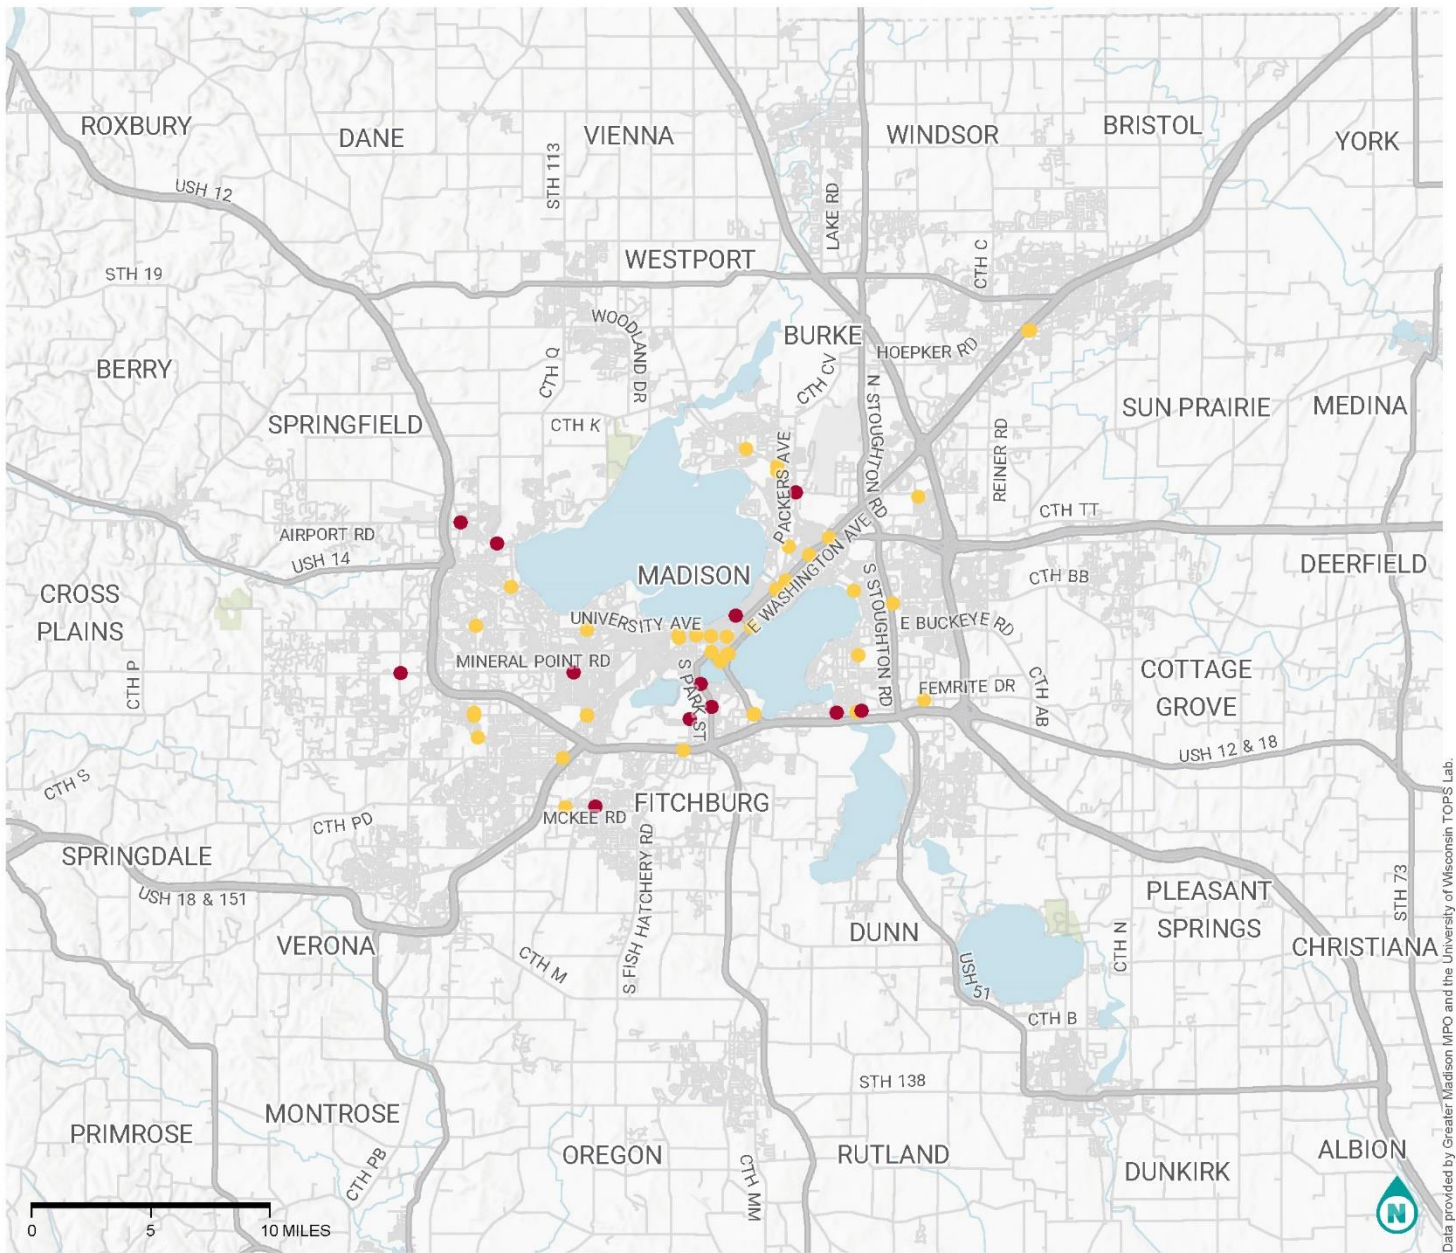 ROXBURY
DANE
VIENNA
WINDSOR
BRISTOL
YORK
STH 113
USH 12
LAKE RD
WESTPORT
CTH C
STH 19
WOODLAND DR
BURKE
HOEPKER RD
BERRY
CTH Q
CTH CV
N STOUGHTON RD
SPRINGFIELD
CTH K
SUN PRAIRIE
MEDINA
PACKERS AVE
REINER RD
CTH TT
AIRPORT RD
USH 14
MADISON
E WASHINGTON AVE
CTH BB
DEERFIELD
CROSS
PLAINS
UNIVERSITY AVE
S STOUGHTON RD
E BUCKEYE RD
MINERAL POINT RD
CTH P
S PARK ST
FEMRITE DR
CTH AB
COTTAGE
GROVE
USH 12 & 18
CTH S
FITCHBURG
MCKEE RD
CTH PD
SPRINGDALE
USH 18 & 151
S FISH HATCHERY RD
STH 73
PLEASANT
SPRINGS
VERONA
CTH M
DUNN
CTH N
CHRISTIANA
USH 51
CTH B
STH 138
MONTROSE
PRIMROSE
CTH PB
OREGON
CTH MM
RUTLAND
DUNKIRK
ALBION
N
0 5 10 MILES
Data provided by Greater Madison MPO and the University of Wisconsin TOPS Lab.